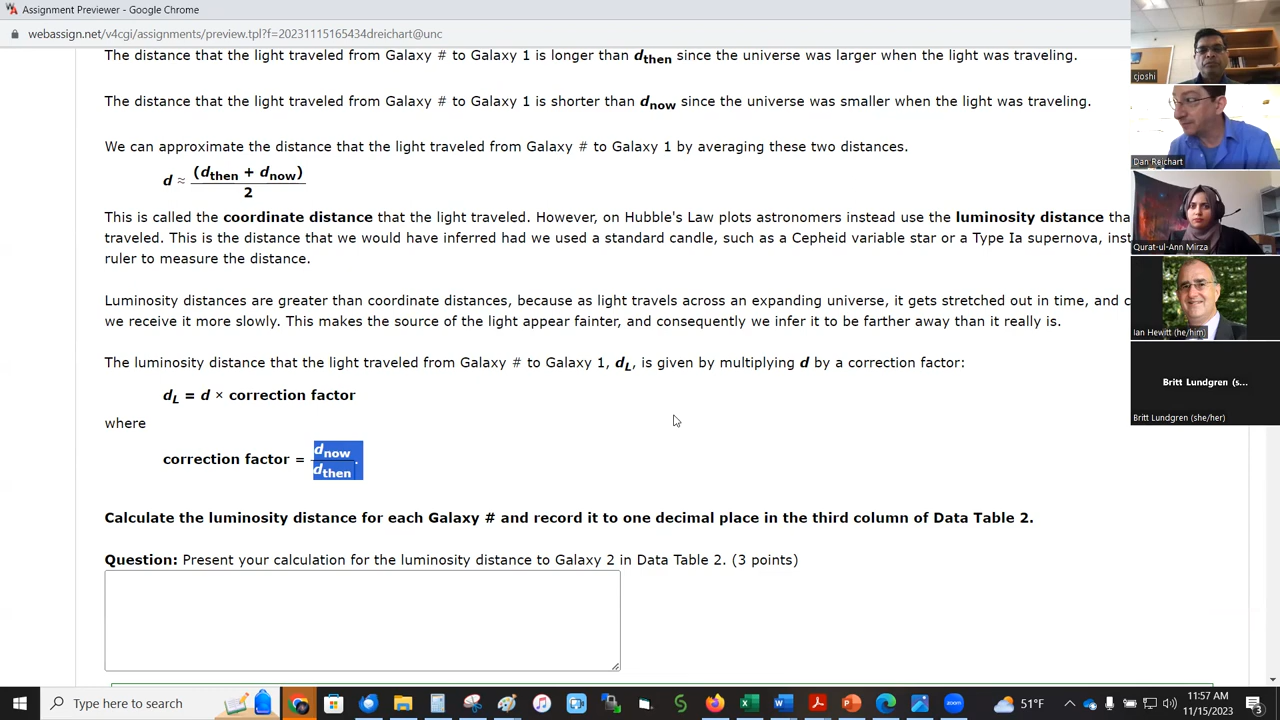 Assignment Previewer - Google Chrome
webassign.net/v4cgi/assignments/preview.tpl?f=20231115165434dreichart@unc
The distance that the light traveled from Galaxy # to Galaxy 1 is longer than dthen since the universe was larger when the light was traveling.
The distance that the light traveled from Galaxy # to Galaxy 1 is shorter than dnow since the universe was smaller when the light was traveling.
We can approximate the distance that the light traveled from Galaxy # to Galaxy 1 by averaging these two distances.
d ≈ (dthen + dnow)
2
This is called the coordinate distance that the light traveled. However, on Hubble's Law plots astronomers instead use the luminosity distance tha
traveled. This is the distance that we would have inferred had we used a standard candle, such as a Cepheid variable star or a Type Ia supernova, inst
ruler to measure the distance.
Luminosity distances are greater than coordinate distances, because as light travels across an expanding universe, it gets stretched out in time, and c
we receive it more slowly. This makes the source of the light appear fainter, and consequently we infer it to be farther away than it really is.
The luminosity distance that the light traveled from Galaxy # to Galaxy 1, dL, is given by multiplying d by a correction factor:
dL = d × correction factor
where
correction factor = dnow
dthen.
Calculate the luminosity distance for each Galaxy # and record it to one decimal place in the third column of Data Table 2.
Question: Present your calculation for the luminosity distance to Galaxy 2 in Data Table 2. (3 points)
cjoshi
Dan Reichart
Qurat-ul-Ann Mirza
Ian Hewitt (he/him)
Britt Lundgren (s...
Britt Lundgren (she/her)
Type here to search
51°F
11:57 AM
11/15/2023
3